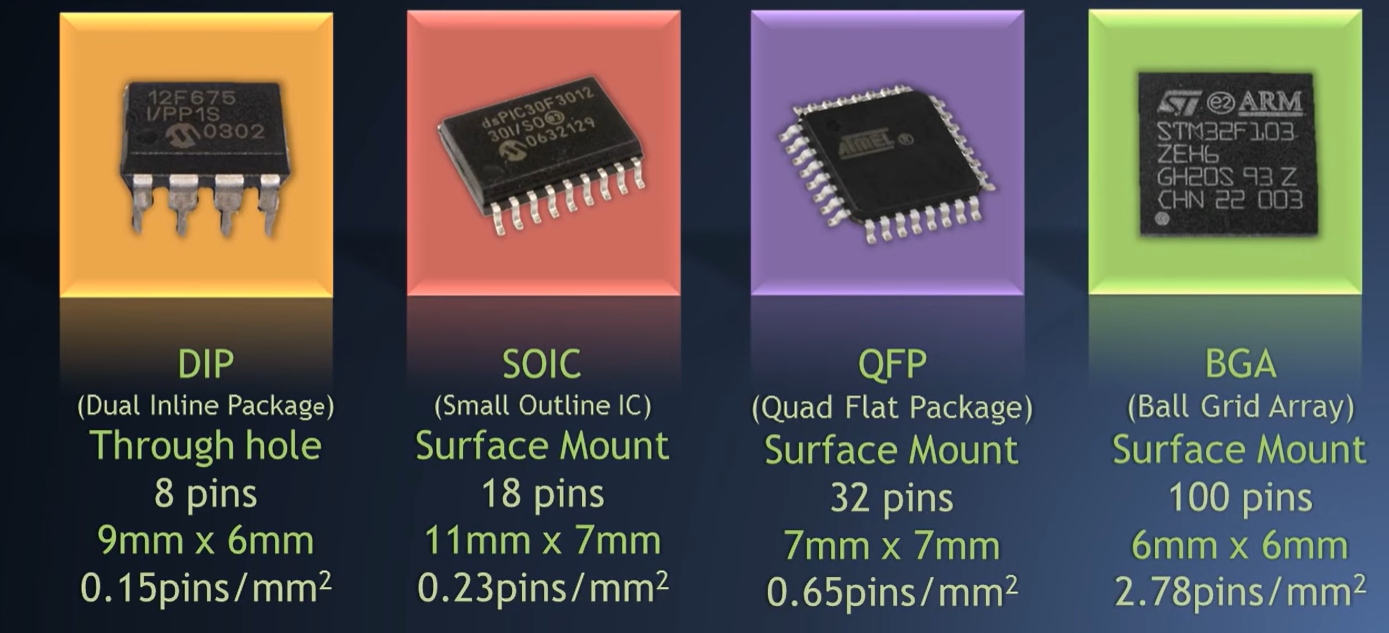 12F675
I/PP1S
0302
dsPIC30F3012
30I/SO e3
0632129
ATMEL ®
ST e2 ARM
STM32F103
ZEH6
GH20S 93 Z
CHN 22 003
DIP
(Dual Inline Package)
Through hole
8 pins
9mm x 6mm
0.15pins/mm²
SOIC
(Small Outline IC)
Surface Mount
18 pins
11mm x 7mm
0.23pins/mm²
QFP
(Quad Flat Package)
Surface Mount
32 pins
7mm x 7mm
0.65pins/mm²
BGA
(Ball Grid Array)
Surface Mount
100 pins
6mm x 6mm
2.78pins/mm²